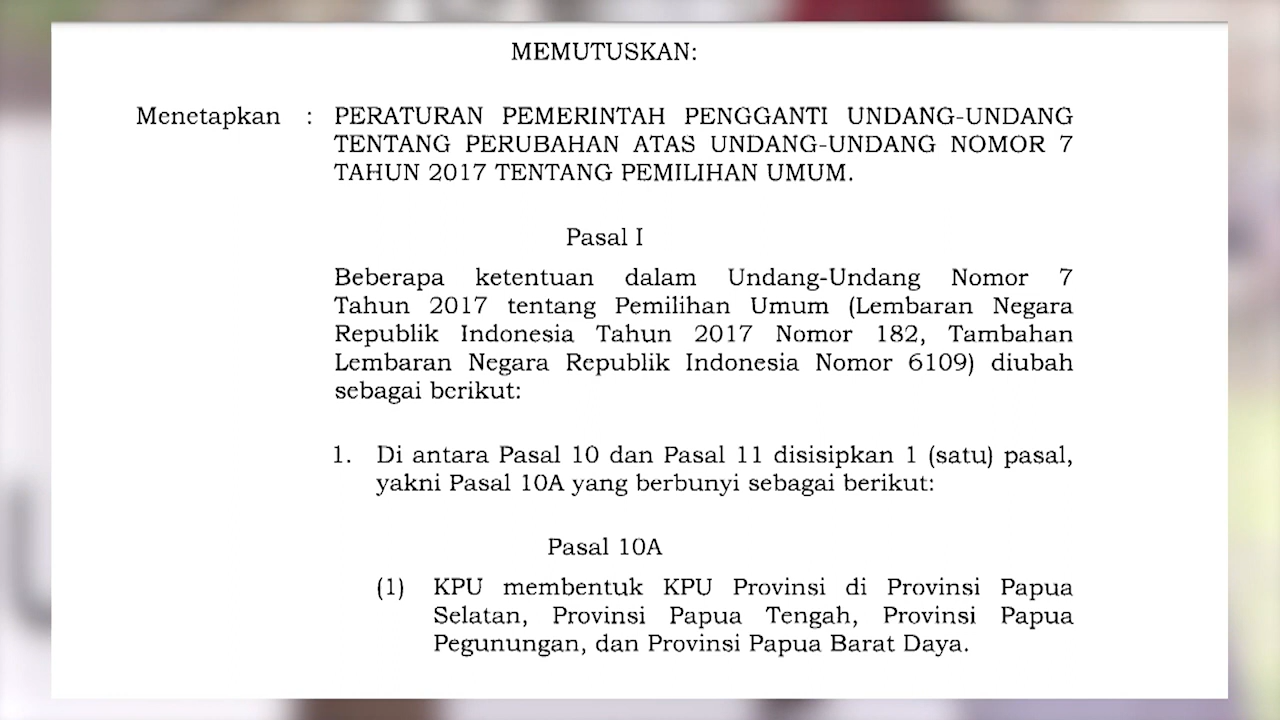 MEMUTUSKAN:
Menetapkan : PERATURAN PEMERINTAH PENGGANTI UNDANG-UNDANG
TENTANG PERUBAHAN ATAS UNDANG-UNDANG NOMOR 7
TAHUN 2017 TENTANG PEMILIHAN UMUM.
Pasal I
Beberapa ketentuan dalam Undang-Undang Nomor 7
Tahun 2017 tentang Pemilihan Umum (Lembaran Negara
Republik Indonesia Tahun 2017 Nomor 182, Tambahan
Lembaran Negara Republik Indonesia Nomor 6109) diubah
sebagai berikut:
1. Di antara Pasal 10 dan Pasal 11 disisipkan 1 (satu) pasal,
yakni Pasal 10A yang berbunyi sebagai berikut:
Pasal 10A
(1) KPU membentuk KPU Provinsi di Provinsi Papua
Selatan, Provinsi Papua Tengah, Provinsi Papua
Pegunungan, dan Provinsi Papua Barat Daya.